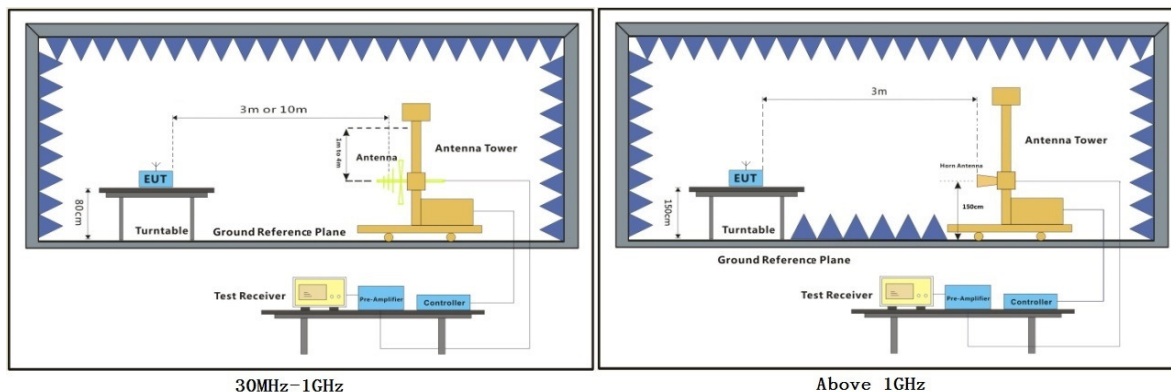 3m or 10m
1m to 4m
Antenna
Antenna Tower
EUT
80cm
Turntable
Ground Reference Plane
Test Receiver
Pre-Amplifier
Controller
30MHz-1GHz
3m
Antenna Tower
Horn Antenna
EUT
150cm
150cm
Turntable
Ground Reference Plane
Test Receiver
Pre-Amplifier
Controller
Above 1GHz